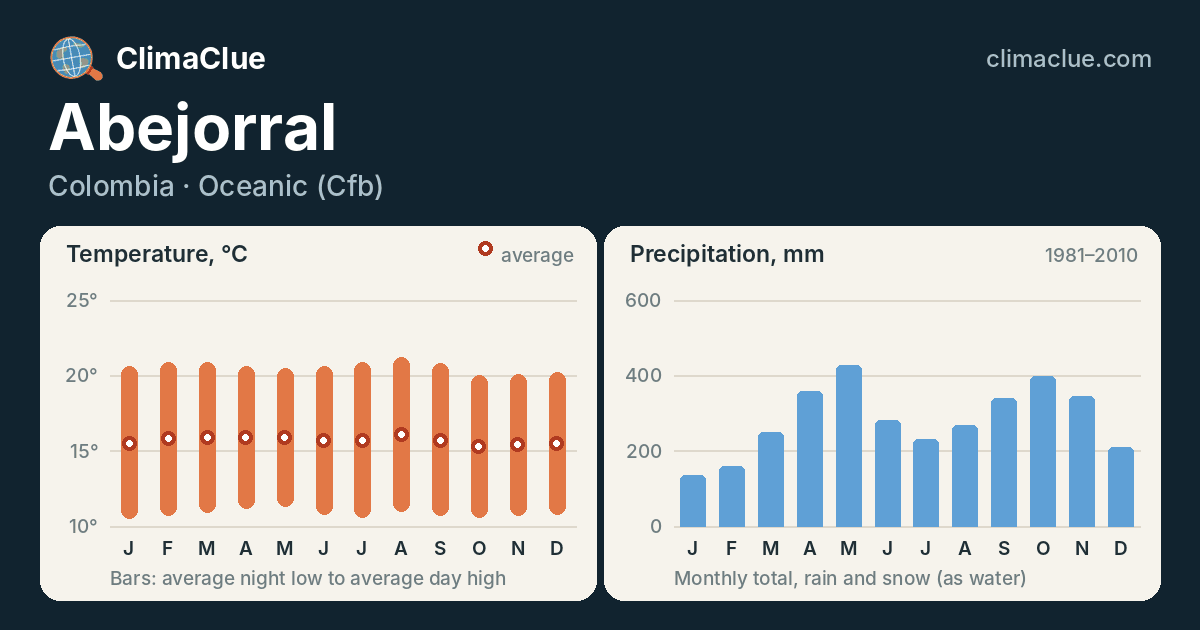 ClimaClue
climaclue.com
Abejorral
Colombia · Oceanic (Cfb)
Temperature, °C
average
25°
20°
15°
10°
J F M A M J J A S O N D
Bars: average night low to average day high
Precipitation, mm
1981–2010
600
400
200
0
J F M A M J J A S O N D
Monthly total, rain and snow (as water)